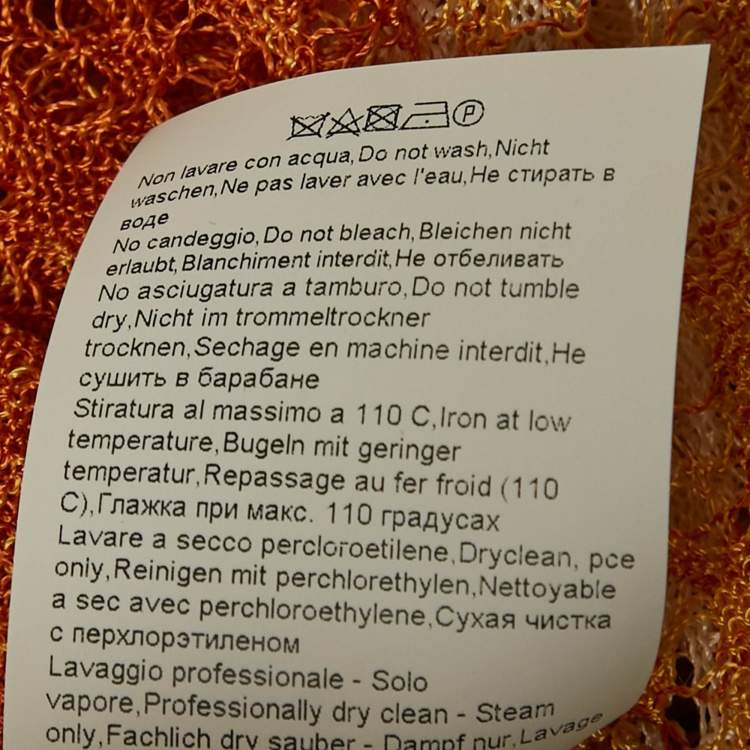 P
Non lavare con acqua,Do not wash,Nicht
waschen,Ne pas laver avec l'eau,Не стирать в
воде
No candeggio,Do not bleach,Bleichen nicht
erlaubt,Blanchiment interdit,Не отбеливать
No asciugatura a tamburo,Do not tumble
dry,Nicht im trommeltrockner
trocknen,Sechage en machine interdit,Не
сушить в барабане
Stiratura al massimo a 110 C,Iron at low
temperature,Bugeln mit geringer
temperatur,Repassage au fer froid (110
C),Глажка при макс. 110 градусах
Lavare a secco percloroetilene,Dryclean, pce
only,Reinigen mit perchlorethylen,Nettoyable
a sec avec perchloroethylene,Сухая чистка
с перхлорэтиленом
Lavaggio professionale - Solo
vapore,Professionally dry clean - Steam
only,Fachlich dry sauber - Dampf nur,Lavage